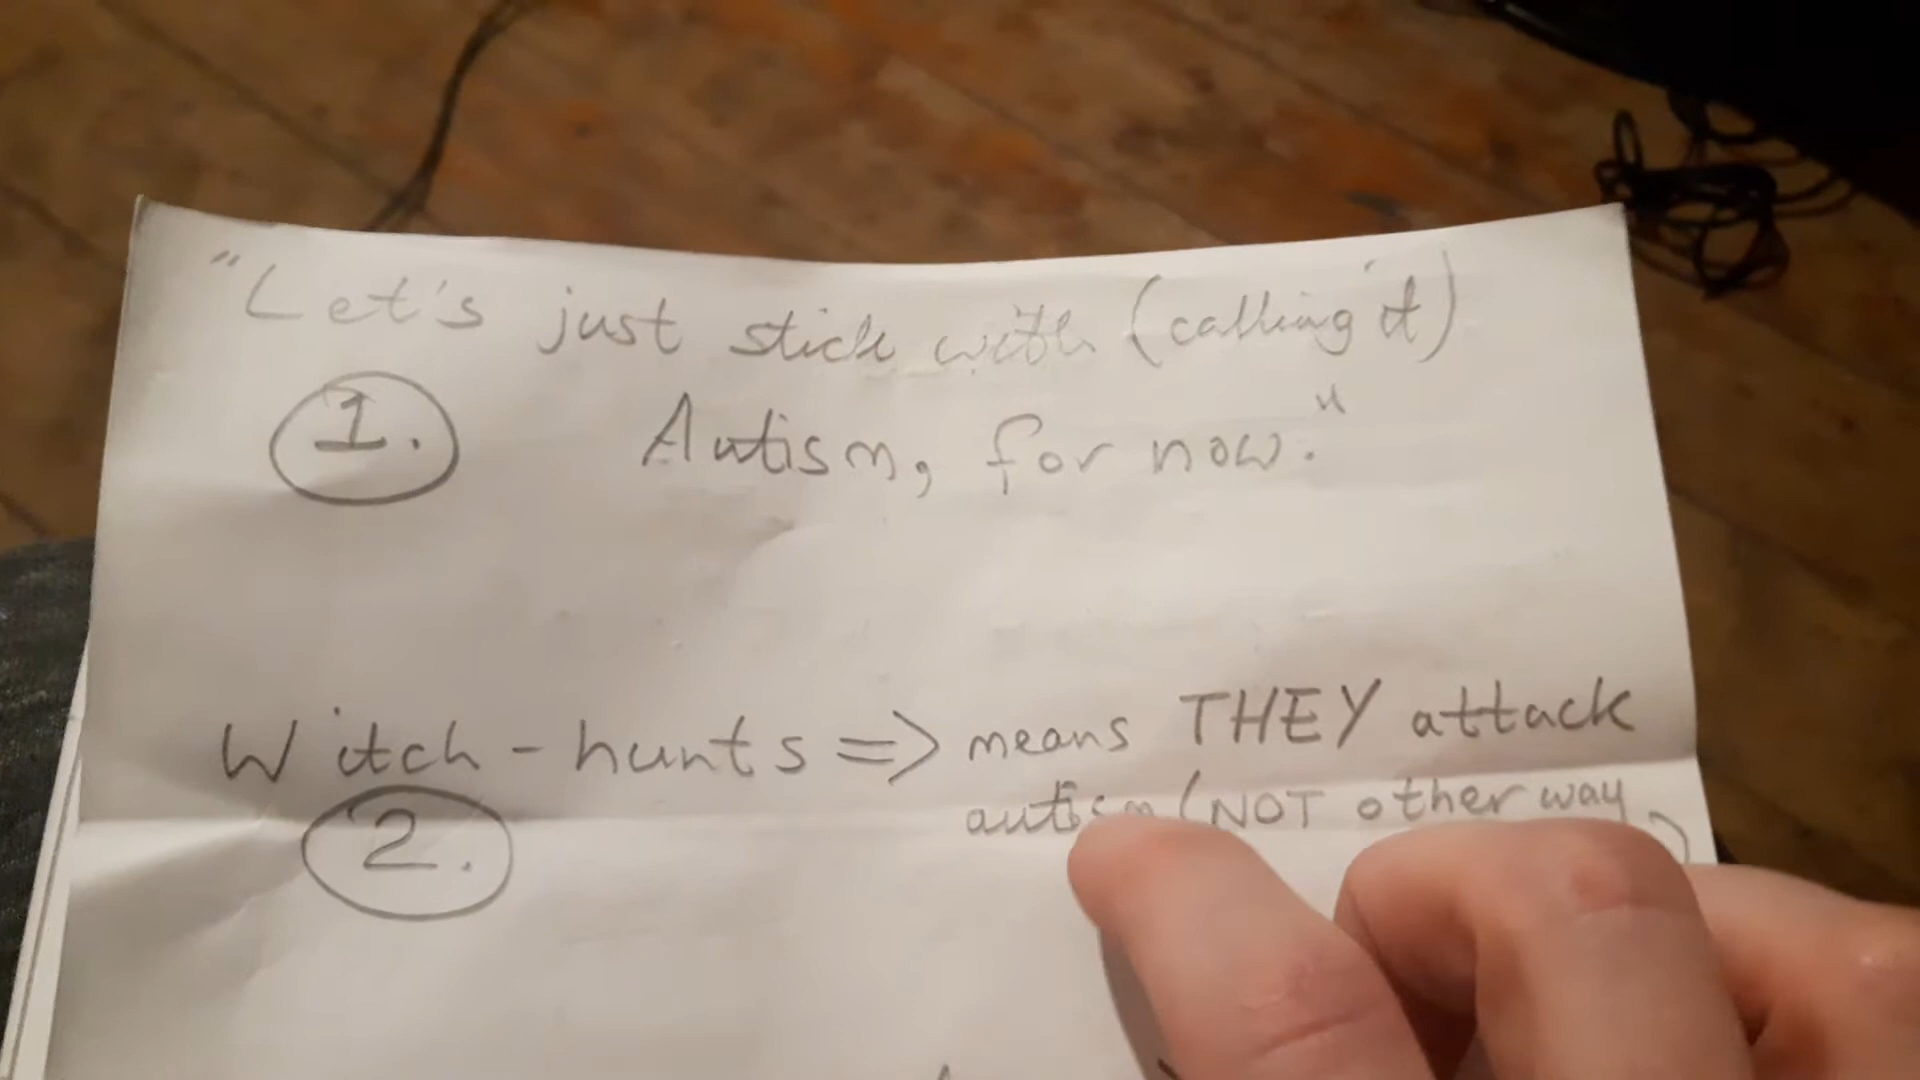 "Let's just stick with (calling it)
1. Autism, for now."
Witch-hunts => means THEY attack
2. autism (NOT other way